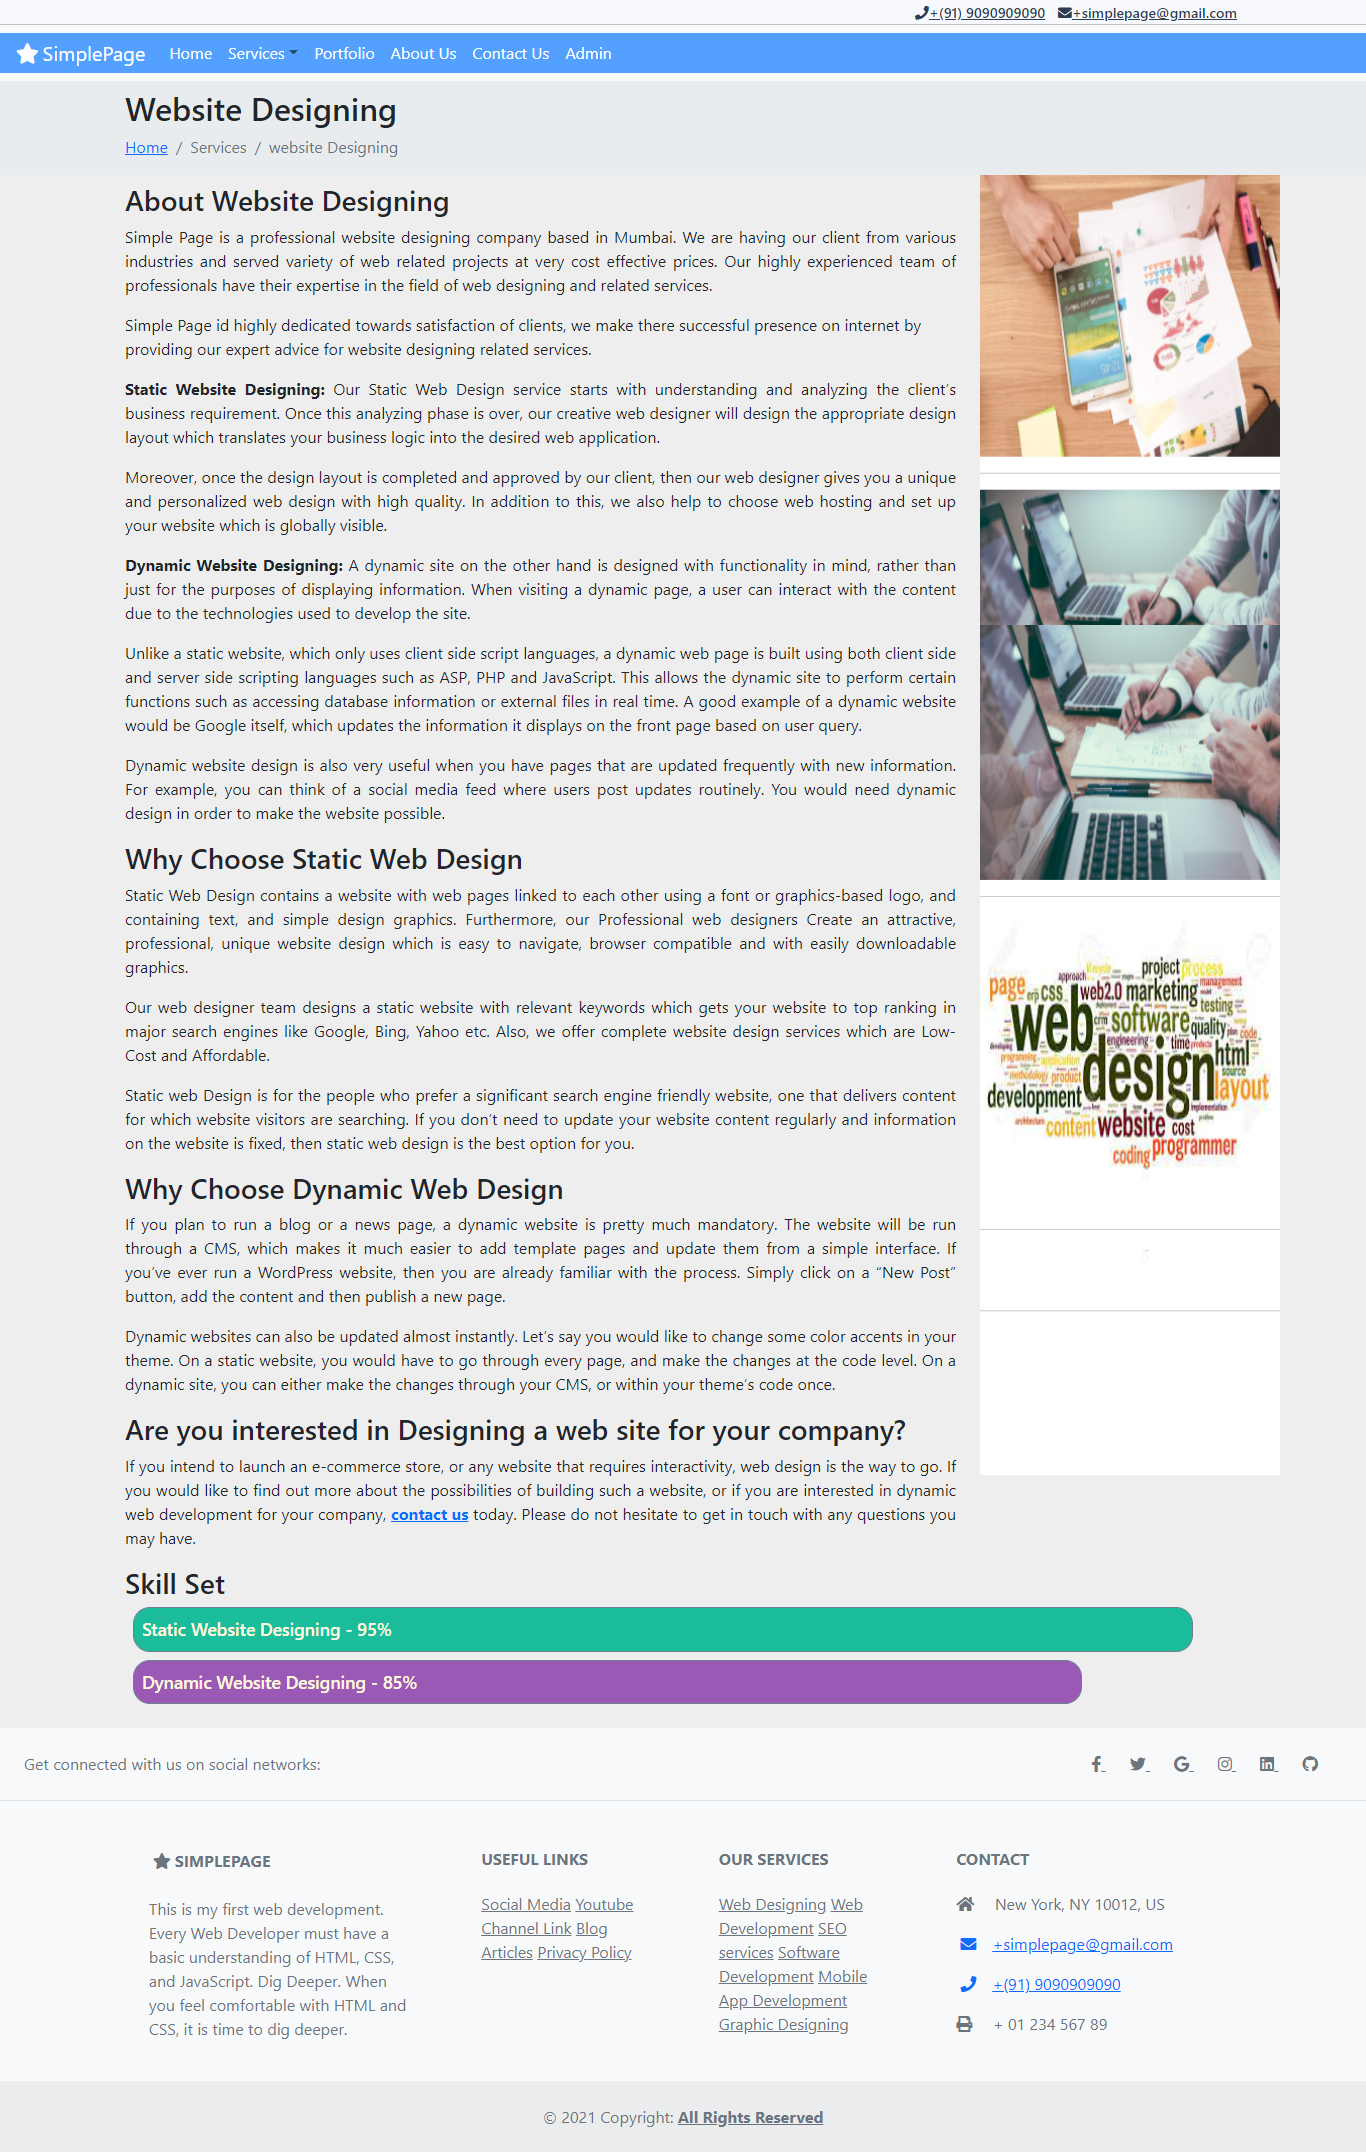 +(91) 9090909090 +simplepage@gmail.com
SimplePage Home Services Portfolio About Us Contact Us Admin
Website Designing
Home / Services / website Designing
About Website Designing
Simple Page is a professional website designing company based in Mumbai. We are having our client from various
industries and served variety of web related projects at very cost effective prices. Our highly experienced team of
professionals have their expertise in the field of web designing and related services.
Simple Page id highly dedicated towards satisfaction of clients, we make there successful presence on internet by
providing our expert advice for website designing related services.
Static Website Designing: Our Static Web Design service starts with understanding and analyzing the client's
business requirement. Once this analyzing phase is over, our creative web designer will design the appropriate design
layout which translates your business logic into the desired web application.
Moreover, once the design layout is completed and approved by our client, then our web designer gives you a unique
and personalized web design with high quality. In addition to this, we also help to choose web hosting and set up
your website which is globally visible.
Dynamic Website Designing: A dynamic site on the other hand is designed with functionality in mind, rather than
just for the purposes of displaying information. When visiting a dynamic page, a user can interact with the content
due to the technologies used to develop the site.
Unlike a static website, which only uses client side script languages, a dynamic web page is built using both client side
and server side scripting languages such as ASP, PHP and JavaScript. This allows the dynamic site to perform certain
functions such as accessing database information or external files in real time. A good example of a dynamic website
would be Google itself, which updates the information it displays on the front page based on user query.
Dynamic website design is also very useful when you have pages that are updated frequently with new information.
For example, you can think of a social media feed where users post updates routinely. You would need dynamic
design in order to make the website possible.
Why Choose Static Web Design
Static Web Design contains a website with web pages linked to each other using a font or graphics-based logo, and
containing text, and simple design graphics. Furthermore, our Professional web designers Create an attractive,
professional, unique website design which is easy to navigate, browser compatible and with easily downloadable
graphics.
Our web designer team designs a static website with relevant keywords which gets your website to top ranking in
major search engines like Google, Bing, Yahoo etc. Also, we offer complete website design services which are Low-
Cost and Affordable.
Static web Design is for the people who prefer a significant search engine friendly website, one that delivers content
for which website visitors are searching. If you don't need to update your website content regularly and information
on the website is fixed, then static web design is the best option for you.
Why Choose Dynamic Web Design
If you plan to run a blog or a news page, a dynamic website is pretty much mandatory. The website will be run
through a CMS, which makes it much easier to add template pages and update them from a simple interface. If
you've ever run a WordPress website, then you are already familiar with the process. Simply click on a “New Post”
button, add the content and then publish a new page.
Dynamic websites can also be updated almost instantly. Let's say you would like to change some color accents in your
theme. On a static website, you would have to go through every page, and make the changes at the code level. On a
dynamic site, you can either make the changes through your CMS, or within your theme's code once.
Are you interested in Designing a web site for your company?
If you intend to launch an e-commerce store, or any website that requires interactivity, web design is the way to go. If
you would like to find out more about the possibilities of building such a website, or if you are interested in dynamic
web development for your company, contact us today. Please do not hesitate to get in touch with any questions you
may have.
approach project process
page erp css web2.0 marketing management
web crm software testing
engineering time quality plan code
programming application design html
methodology product source
development layout
architecture content website cost implementation
coding programmer
Skill Set
Static Website Designing - 95%
Dynamic Website Designing - 85%
Get connected with us on social networks:
SIMPLEPAGE
This is my first web development.
Every Web Developer must have a
basic understanding of HTML, CSS,
and JavaScript. Dig Deeper. When
you feel comfortable with HTML and
CSS, it is time to dig deeper.
USEFUL LINKS
Social Media Youtube
Channel Link Blog
Articles Privacy Policy
OUR SERVICES
Web Designing Web
Development SEO
services Software
Development Mobile
App Development
Graphic Designing
CONTACT
New York, NY 10012, US
+simplepage@gmail.com
+(91) 9090909090
+ 01 234 567 89
© 2021 Copyright: All Rights Reserved